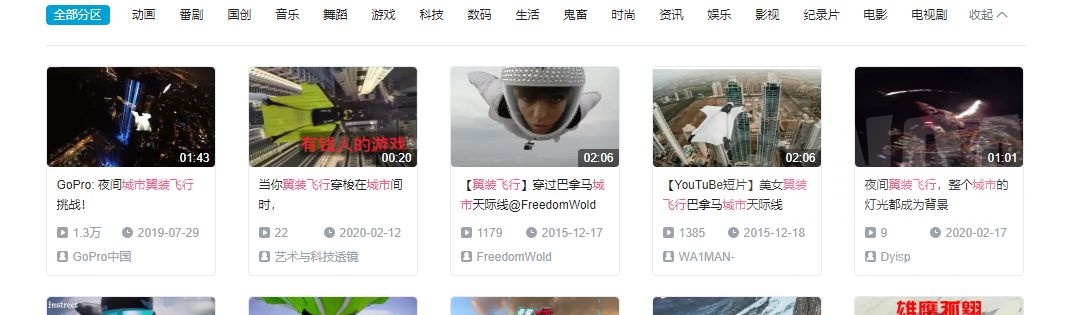 全部分区 动画 番剧 国创 音乐 舞蹈 游戏 科技 数码 生活 鬼畜 时尚 资讯 娱乐 影视 纪录片 电影 电视剧 收起
01:43
有钱人的游戏
00:20
02:06
02:06
01:01
GoPro: 夜间城市翼装飞行
挑战!
1.3万 2019-07-29
GoPro中国
当你翼装飞行穿梭在城市间
时,
22 2020-02-12
艺术与科技透镜
【翼装飞行】穿过巴拿马城
市天际线@FreedomWold
1179 2015-12-17
FreedomWold
【YouTuBe短片】美女翼装
飞行巴拿马城市天际线
1385 2015-12-18
WA1MAN-
夜间翼装飞行，整个城市的
灯光都成为背景
9 2020-02-17
Dyisp
Instreet
雄鹰孤翱